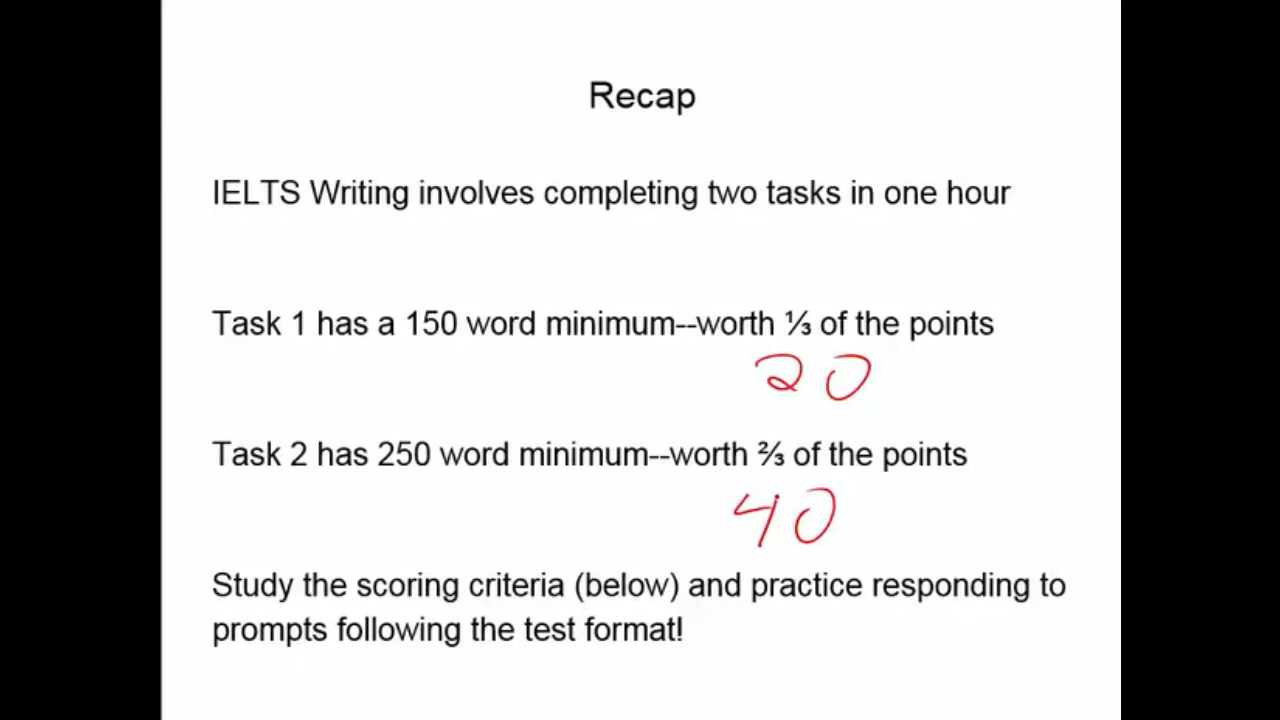 Recap
IELTS Writing involves completing two tasks in one hour
Task 1 has a 150 word minimum--worth ⅓ of the points
20
Task 2 has 250 word minimum--worth ⅔ of the points
40
Study the scoring criteria (below) and practice responding to
prompts following the test format!